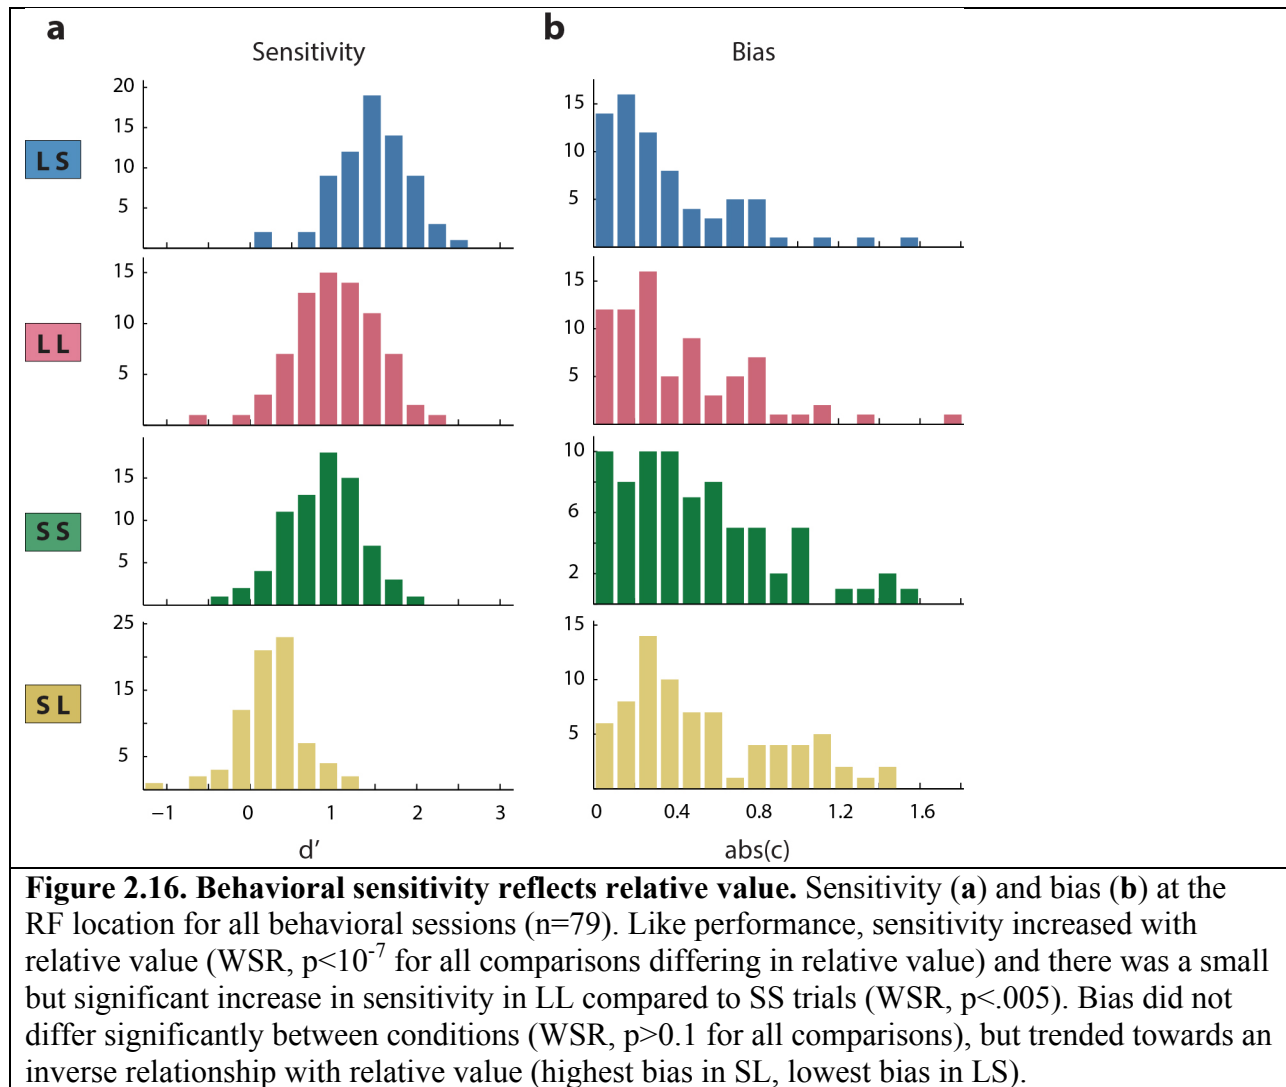 a
b
Sensitivity
Bias
20
15
10
5
LS
15
10
5
15
10
5
LL
15
10
5
15
10
5
SS
10
6
2
25
15
5
SL
15
10
5
−1 0 1 2 3
0 0.4 0.8 1.2 1.6
d′
abs(c)
Figure 2.16. Behavioral sensitivity reflects relative value. Sensitivity (a) and bias (b) at the
RF location for all behavioral sessions (n=79). Like performance, sensitivity increased with
relative value (WSR, p<10⁻⁷ for all comparisons differing in relative value) and there was a small
but significant increase in sensitivity in LL compared to SS trials (WSR, p<.005). Bias did not
differ significantly between conditions (WSR, p>0.1 for all comparisons), but trended towards an
inverse relationship with relative value (highest bias in SL, lowest bias in LS).